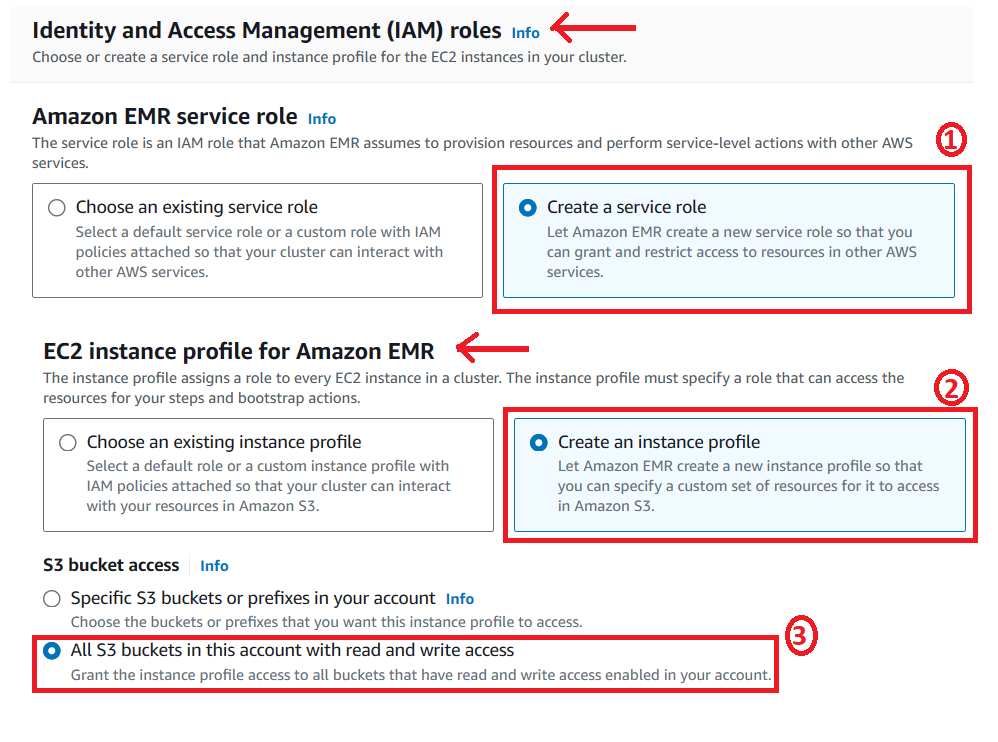 Identity and Access Management (IAM) roles Info
Choose or create a service role and instance profile for the EC2 instances in your cluster.
Amazon EMR service role Info
The service role is an IAM role that Amazon EMR assumes to provision resources and perform service-level actions with other AWS
services.
1
Choose an existing service role
Select a default service role or a custom role with IAM
policies attached so that your cluster can interact with
other AWS services.
Create a service role
Let Amazon EMR create a new service role so that you
can grant and restrict access to resources in other AWS
services.
EC2 instance profile for Amazon EMR
The instance profile assigns a role to every EC2 instance in a cluster. The instance profile must specify a role that can access the
resources for your steps and bootstrap actions.
2
Choose an existing instance profile
Select a default role or a custom instance profile with
IAM policies attached so that your cluster can interact
with your resources in Amazon S3.
Create an instance profile
Let Amazon EMR create a new instance profile so that
you can specify a custom set of resources for it to access
in Amazon S3.
S3 bucket access Info
Specific S3 buckets or prefixes in your account Info
Choose the buckets or prefixes that you want this instance profile to access.
3
All S3 buckets in this account with read and write access
Grant the instance profile access to all buckets that have read and write access enabled in your account.